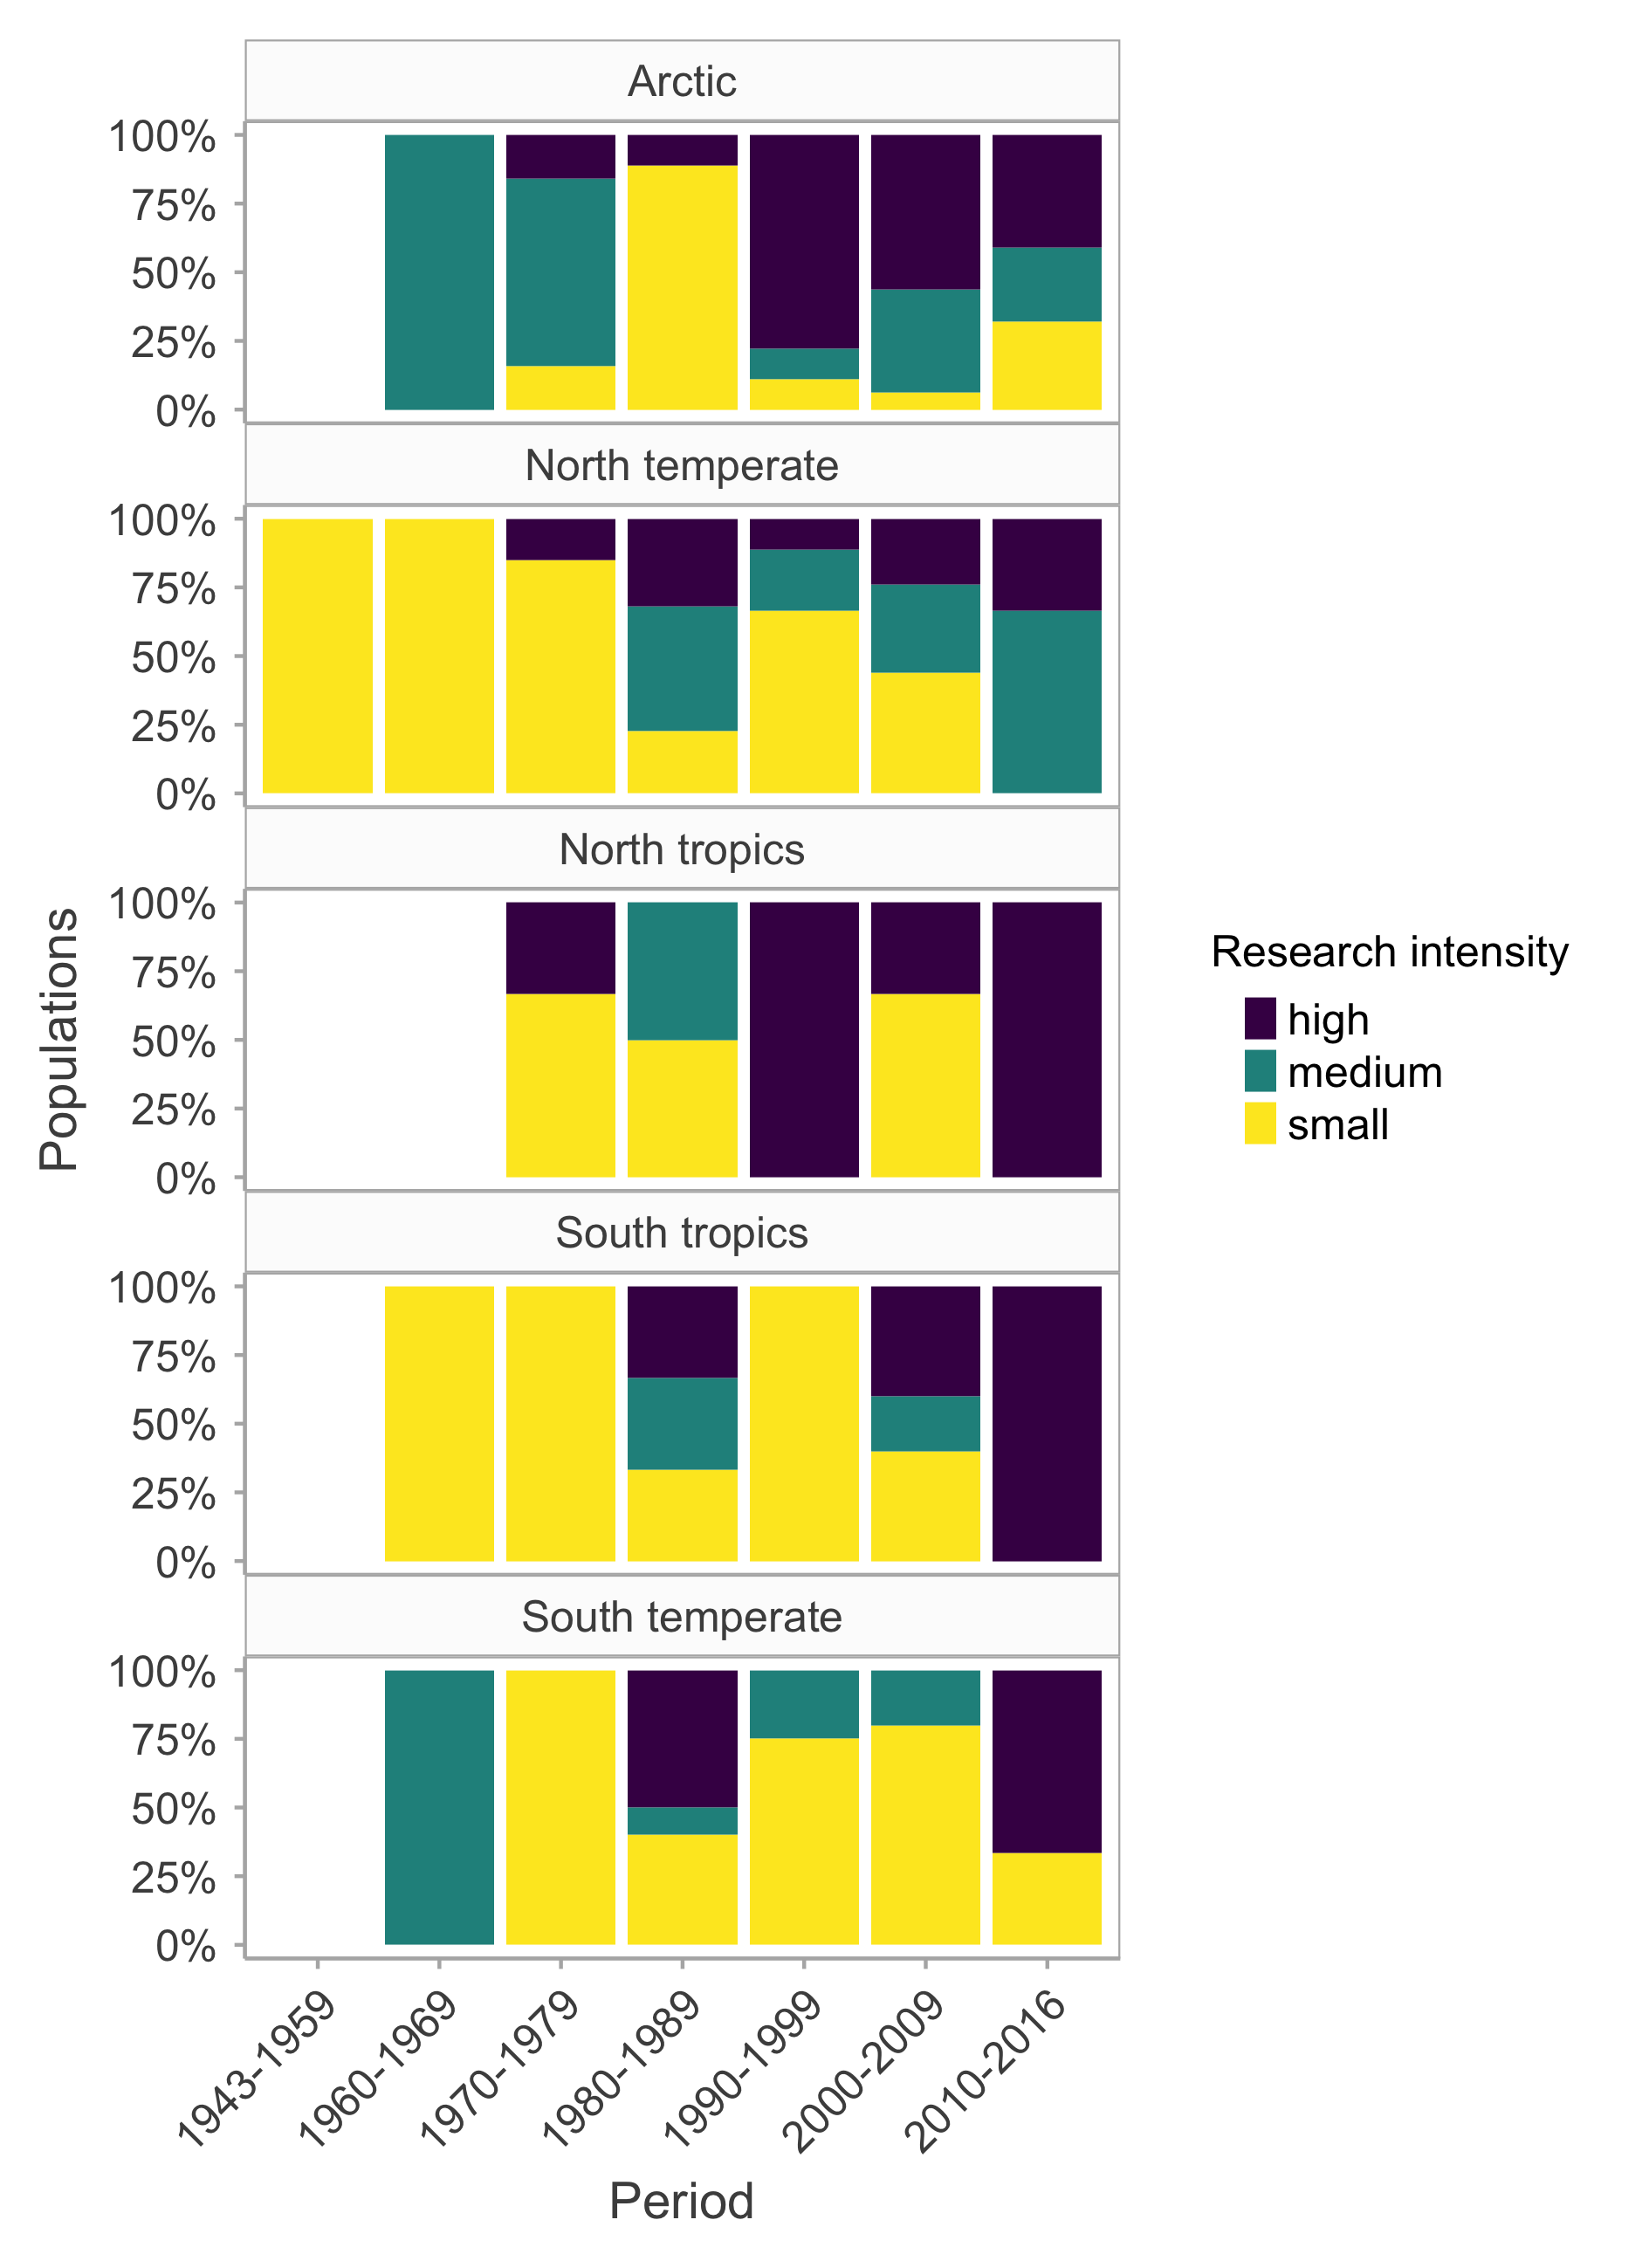 Arctic
100%
75%
50%
25%
0%
North temperate
100%
75%
50%
25%
0%
North tropics
100%
75%
50%
25%
0%
South tropics
100%
75%
50%
25%
0%
South temperate
100%
75%
50%
25%
0%
Populations
1943-1959
1960-1969
1970-1979
1980-1989
1990-1999
2000-2009
2010-2016
Period
Research intensity
high
medium
small